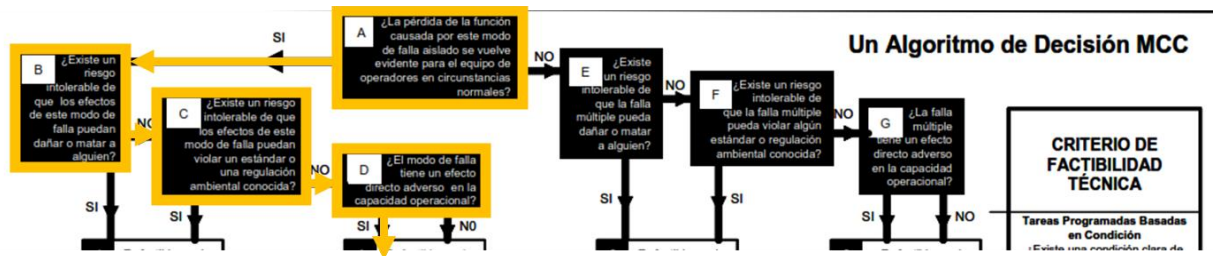 A
¿La pérdida de la función
causada por este modo
de falla aislado se vuelve
evidente para el equipo de
operadores en circunstancias
normales?
SI
NO
B
¿Existe un
riesgo
intolerable de
que los efectos
de este modo de
falla puedan
dañar o matar a
alguien?
NO
SI
C
¿Existe un riesgo
intolerable de que
los efectos de este
modo de falla puedan
violar un estándar o
una regulación
ambiental conocida?
NO
SI
D
¿El modo de falla
tiene un efecto
directo adverso en la
capacidad operacional?
SI
N0
E
¿Existe
un riesgo
intolerable de
que la falla
múltiple pueda
dañar o matar
a alguien?
NO
SI
F
¿Existe un riesgo
intolerable de
que la falla múltiple
pueda violar algún
estándar o regulación
ambiental conocida?
NO
SI
G
¿La falla
múltiple
tiene un efecto
directo adverso
en la capacidad
operacional?
SI
NO
Un Algoritmo de Decisión MCC
CRITERIO DE
FACTIBILIDAD
TÉCNICA
Tareas Programadas Basadas
en Condición
¿Existe una condición clara de